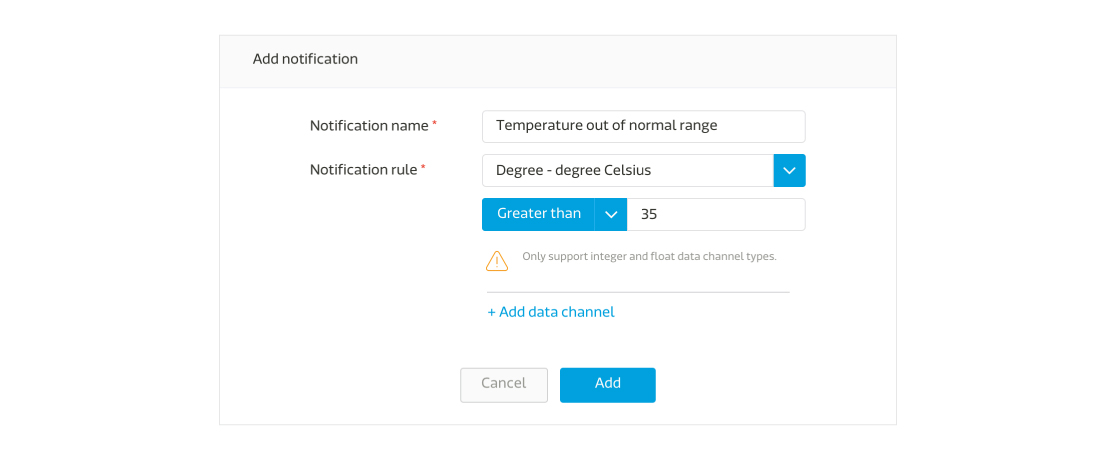 Add notification
Notification name *
Temperature out of normal range
Notification rule *
Degree - degree Celsius
Greater than
35
Only support integer and float data channel types.
+ Add data channel
Cancel
Add